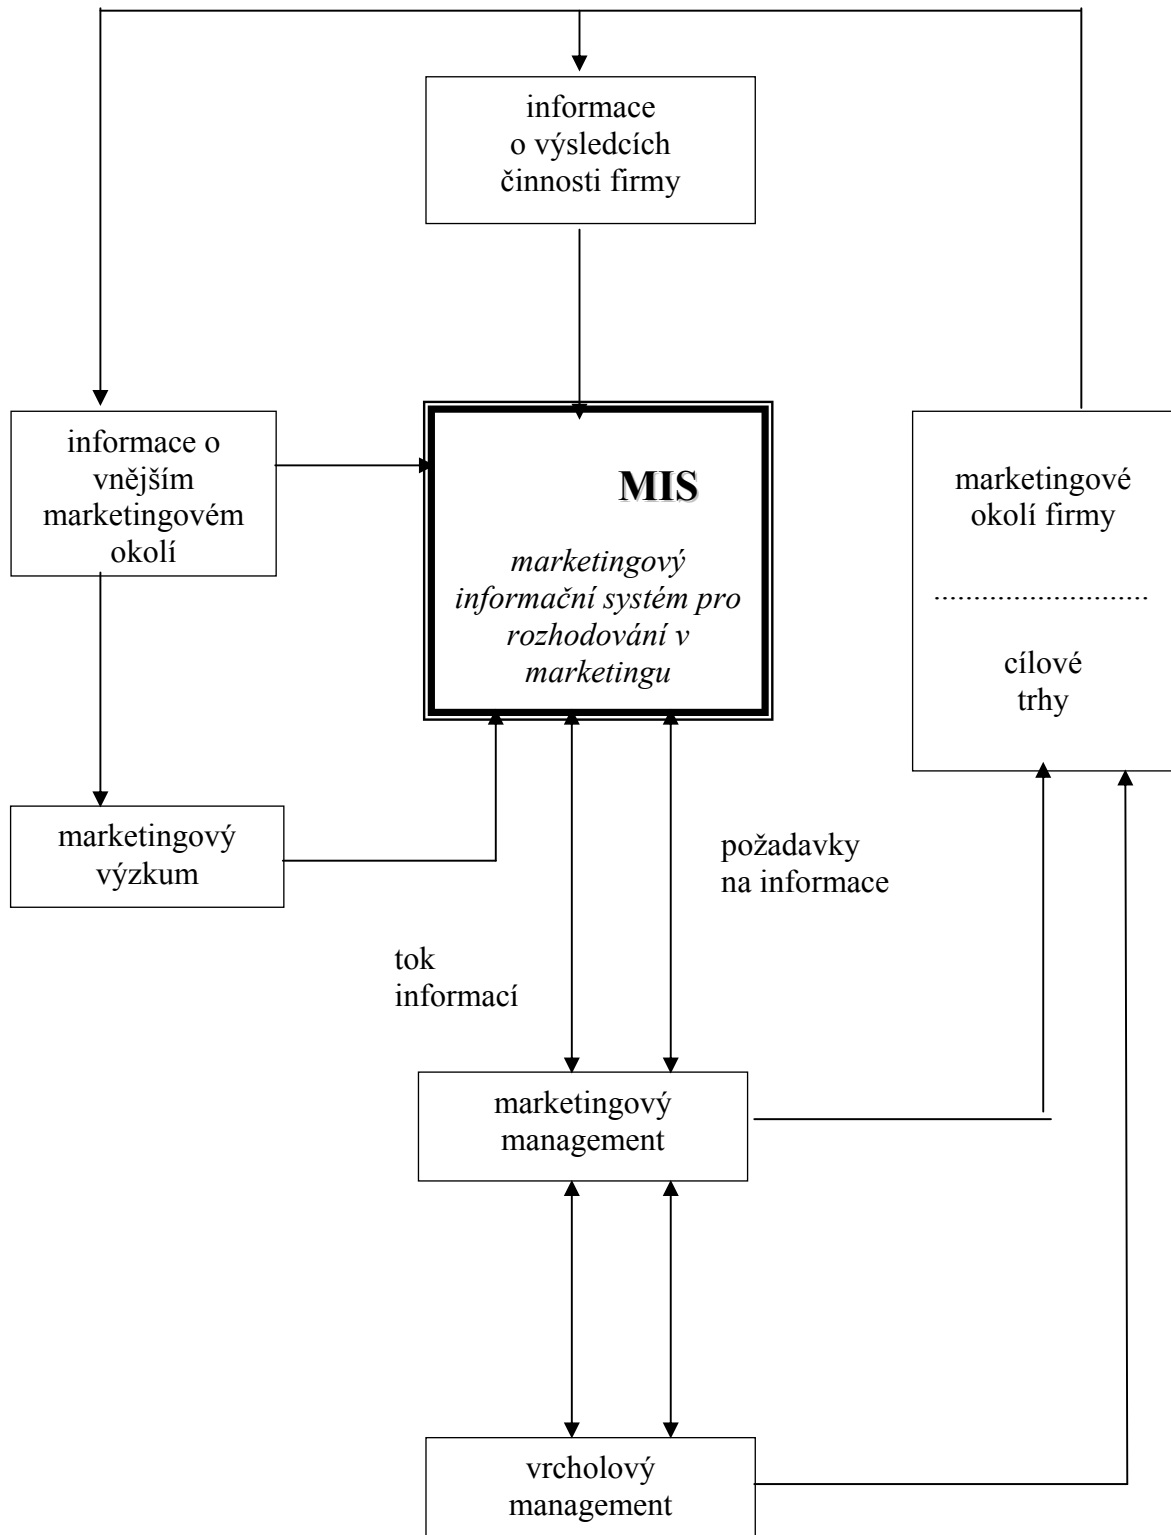 informace
o výsledcích
činnosti firmy
informace o
vnějším
marketingovém
okolí
MIS
marketingový
informační systém pro
rozhodování v
marketingu
marketingové
okolí firmy
................................
cílové
trhy
marketingový
výzkum
požadavky
na informace
tok
informací
marketingový
management
vrcholový
management